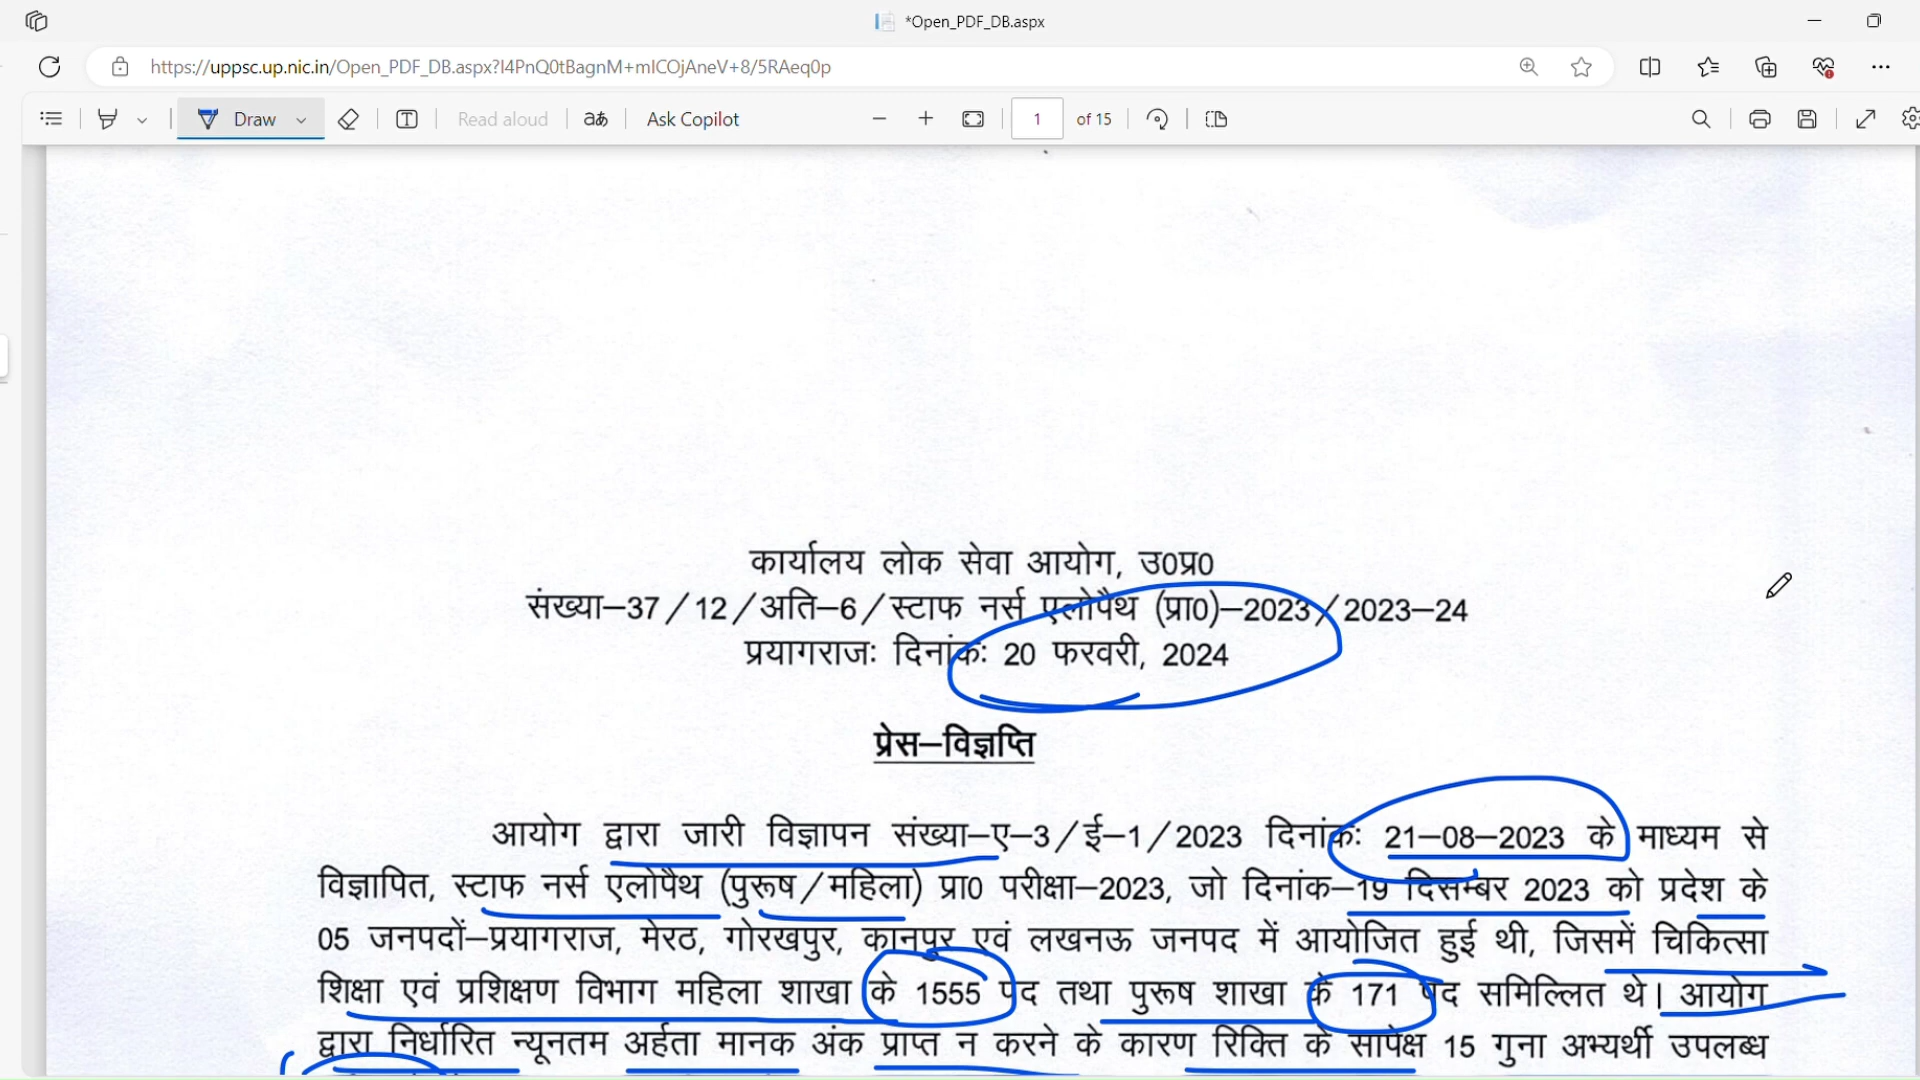 *Open_PDF_DB.aspx
https://uppsc.up.nic.in/Open_PDF_DB.aspx?I4PnQ0tBagnM+mICOjAneV+8/5RAeq0p
Draw
Read aloud
aあ
Ask Copilot
1 of 15
कार्यालय लोक सेवा आयोग, उ0प्र0
संख्या–37/12/अति–6/स्टाफ नर्स एलोपैथ (प्रा0)–2023/2023–24
प्रयागराजः दिनांकः 20 फरवरी, 2024
प्रेस–विज्ञप्ति
आयोग द्वारा जारी विज्ञापन संख्या–ए–3/ई–1/2023 दिनांकः 21–08–2023 के माध्यम से
विज्ञापित, स्टाफ नर्स एलोपैथ (पुरूष/महिला) प्रा0 परीक्षा–2023, जो दिनांक–19 दिसम्बर 2023 को प्रदेश के
05 जनपदों–प्रयागराज, मेरठ, गोरखपुर, कानपुर एवं लखनऊ जनपद में आयोजित हुई थी, जिसमें चिकित्सा
शिक्षा एवं प्रशिक्षण विभाग महिला शाखा के 1555 पद तथा पुरूष शाखा के 171 पद समिल्लित थे। आयोग
द्वारा निर्धारित न्यूनतम अर्हता मानक अंक प्राप्त न करने के कारण रिक्ति के सापेक्ष 15 गुना अभ्यर्थी उपलब्ध